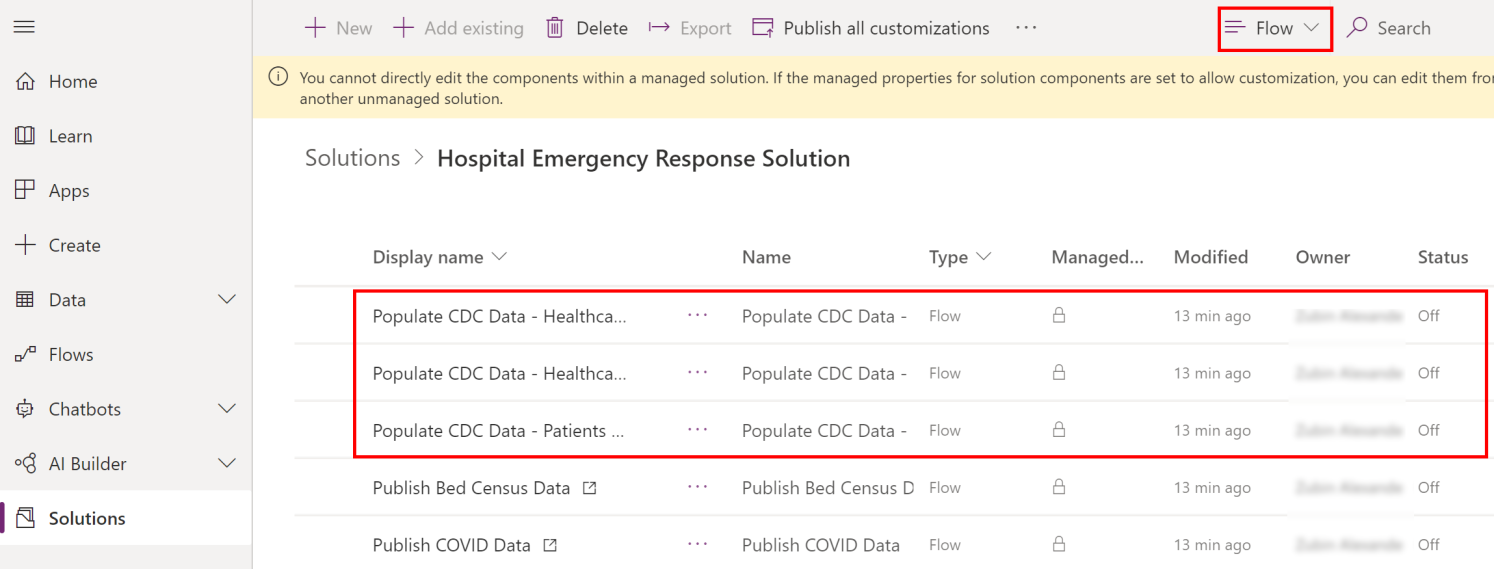 New Add existing Delete Export Publish all customizations ... Flow Search
You cannot directly edit the components within a managed solution. If the managed properties for solution components are set to allow customization, you can edit them
another unmanaged solution.
Home
Learn
Apps
Create
Data
Flows
Chatbots
AI Builder
Solutions
Solutions > Hospital Emergency Response Solution
Display name Name Type Managed... Modified Owner Status
Populate CDC Data - Healthca... ... Populate CDC Data - Flow 13 min ago Off
Populate CDC Data - Healthca... ... Populate CDC Data - Flow 13 min ago Off
Populate CDC Data - Patients ... ... Populate CDC Data - Flow 13 min ago Off
Publish Bed Census Data ... Publish Bed Census D Flow 13 min ago Off
Publish COVID Data ... Publish COVID Data Flow 13 min ago Off